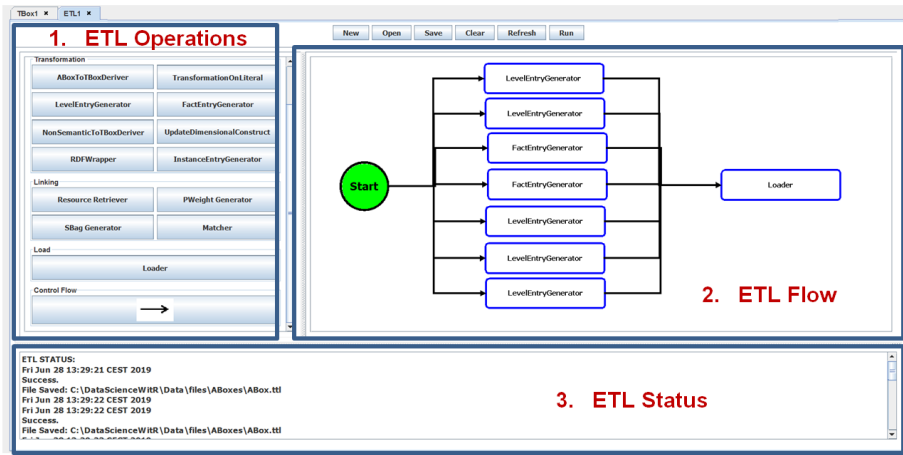 TBox1 × ETL1 ×
New Open Save Clear Refresh Run
1. ETL Operations
Transformation
ABoxToTBoxDeriver TransformationOnLiteral
LevelEntryGenerator FactEntryGenerator
NonSemanticToTBoxDeriver UpdateDimensionalConstruct
RDFWrapper InstanceEntryGenerator
Linking
Resource Retriever PWeight Generator
SBag Generator Matcher
Load
Loader
Control Flow
Start
LevelEntryGenerator
LevelEntryGenerator
FactEntryGenerator
FactEntryGenerator
LevelEntryGenerator
LevelEntryGenerator
LevelEntryGenerator
Loader
2. ETL Flow
ETL STATUS:
Fri Jun 28 13:29:21 CEST 2019
Success.
File Saved: C:\DataScienceWitR\Data\files\ABoxes\ABox.ttl
Fri Jun 28 13:29:22 CEST 2019
Fri Jun 28 13:29:22 CEST 2019
Success.
File Saved: C:\DataScienceWitR\Data\files\ABoxes\ABox.ttl
3. ETL Status